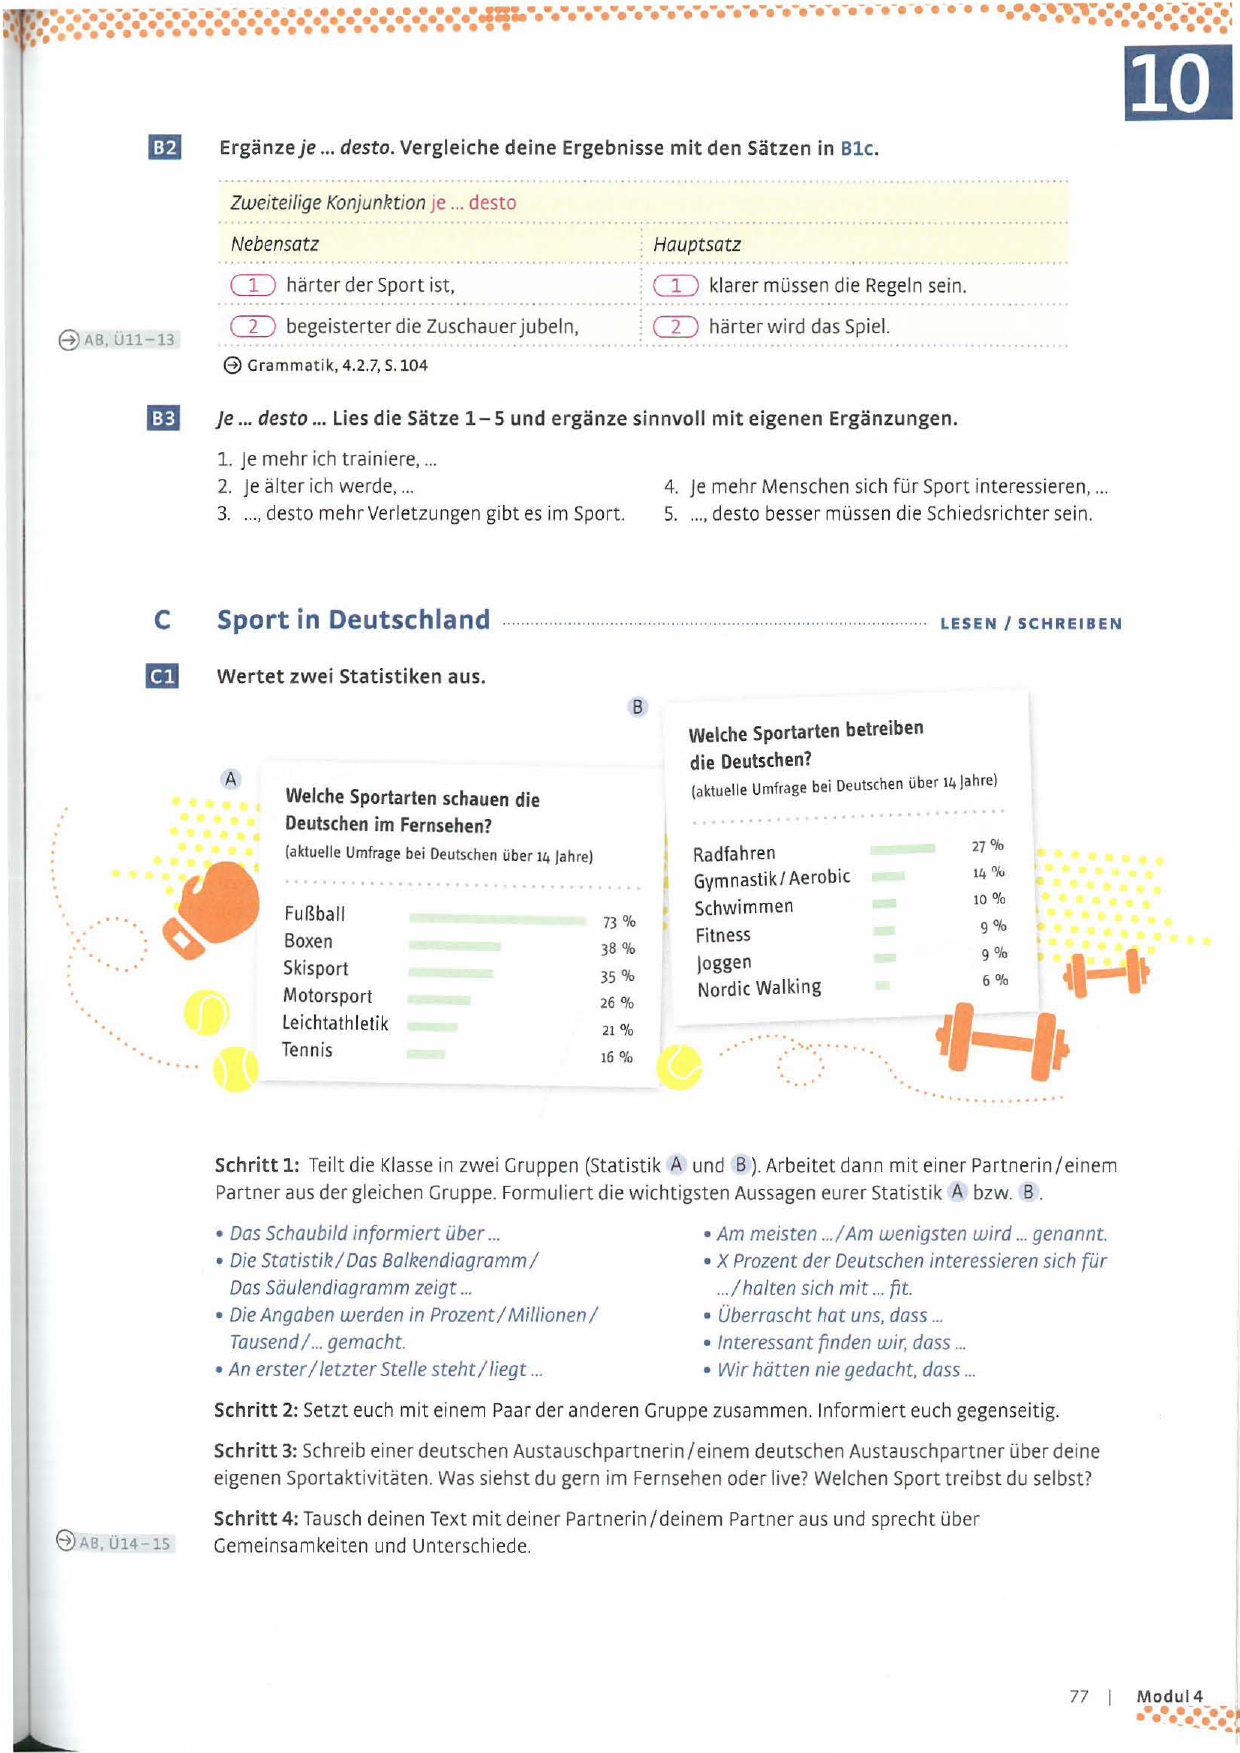 10
B2 Ergänze je ... desto. Vergleiche deine Ergebnisse mit den Sätzen in B1c.
Zweiteilige Konjunktion je ... desto
Nebensatz Hauptsatz
1 härter der Sport ist, 1 klarer müssen die Regeln sein.
2 begeisterter die Zuschauer jubeln, 2 härter wird das Spiel.
AB, Ü11–13
Grammatik, 4.2.7, S. 104
B3 Je ... desto ... Lies die Sätze 1–5 und ergänze sinnvoll mit eigenen Ergänzungen.
1. Je mehr ich trainiere, ...
2. Je älter ich werde, ...
3. ..., desto mehr Verletzungen gibt es im Sport.
4. Je mehr Menschen sich für Sport interessieren, ...
5. ..., desto besser müssen die Schiedsrichter sein.
C Sport in Deutschland LESEN / SCHREIBEN
C1 Wertet zwei Statistiken aus.
A
Welche Sportarten schauen die
Deutschen im Fernsehen?
(aktuelle Umfrage bei Deutschen über 14 Jahre)
Fußball 73 %
Boxen 38 %
Skisport 35 %
Motorsport 26 %
Leichtathletik 21 %
Tennis 16 %
B
Welche Sportarten betreiben
die Deutschen?
(aktuelle Umfrage bei Deutschen über 14 Jahre)
Radfahren 27 %
Gymnastik / Aerobic 14 %
Schwimmen 10 %
Fitness 9 %
Joggen 9 %
Nordic Walking 6 %
Schritt 1: Teilt die Klasse in zwei Gruppen (Statistik A und B). Arbeitet dann mit einer Partnerin / einem
Partner aus der gleichen Gruppe. Formuliert die wichtigsten Aussagen eurer Statistik A bzw. B.
• Das Schaubild informiert über ...
• Die Statistik / Das Balkendiagramm /
Das Säulendiagramm zeigt ...
• Die Angaben werden in Prozent / Millionen /
Tausend / ... gemacht.
• An erster / letzter Stelle steht / liegt ...
• Am meisten ... / Am wenigsten wird ... genannt.
• X Prozent der Deutschen interessieren sich für
... / halten sich mit ... fit.
• Überrascht hat uns, dass ...
• Interessant finden wir, dass ...
• Wir hätten nie gedacht, dass ...
Schritt 2: Setzt euch mit einem Paar der anderen Gruppe zusammen. Informiert euch gegenseitig.
Schritt 3: Schreib einer deutschen Austauschpartnerin / einem deutschen Austauschpartner über deine
eigenen Sportaktivitäten. Was siehst du gern im Fernsehen oder live? Welchen Sport treibst du selbst?
Schritt 4: Tausch deinen Text mit deiner Partnerin / deinem Partner aus und sprecht über
Gemeinsamkeiten und Unterschiede.
AB, Ü14–15
77 | Modul 4